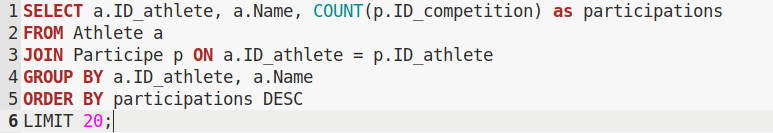 1 SELECT a.ID_athlete, a.Name, COUNT(p.ID_competition) as participations
2 FROM Athlete a
3 JOIN Participe p ON a.ID_athlete = p.ID_athlete
4 GROUP BY a.ID_athlete, a.Name
5 ORDER BY participations DESC
6 LIMIT 20;